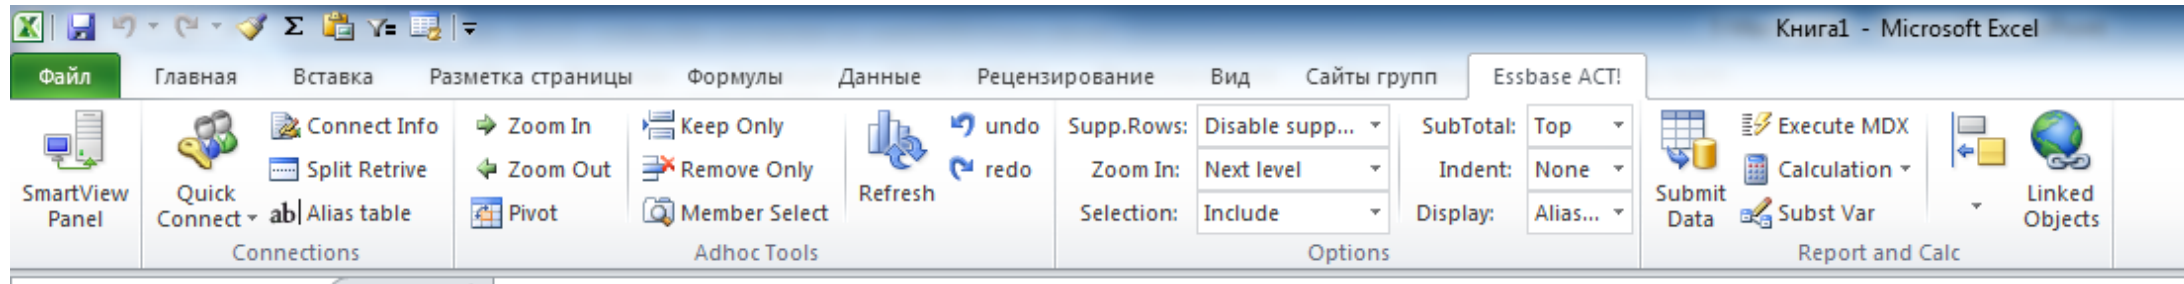 Книга1 - Microsoft Excel
Файл Главная Вставка Разметка страницы Формулы Данные Рецензирование Вид Сайты групп Essbase ACT!
SmartView Panel
Quick Connect
Connect Info
Split Retrive
Alias table
Connections
Zoom In
Zoom Out
Pivot
Keep Only
Remove Only
Member Select
Refresh
undo
redo
Adhoc Tools
Supp.Rows: Disable supp...
Zoom In: Next level
Selection: Include
SubTotal: Top
Indent: None
Display: Alias...
Options
Submit Data
Execute MDX
Calculation
Subst Var
Linked Objects
Report and Calc